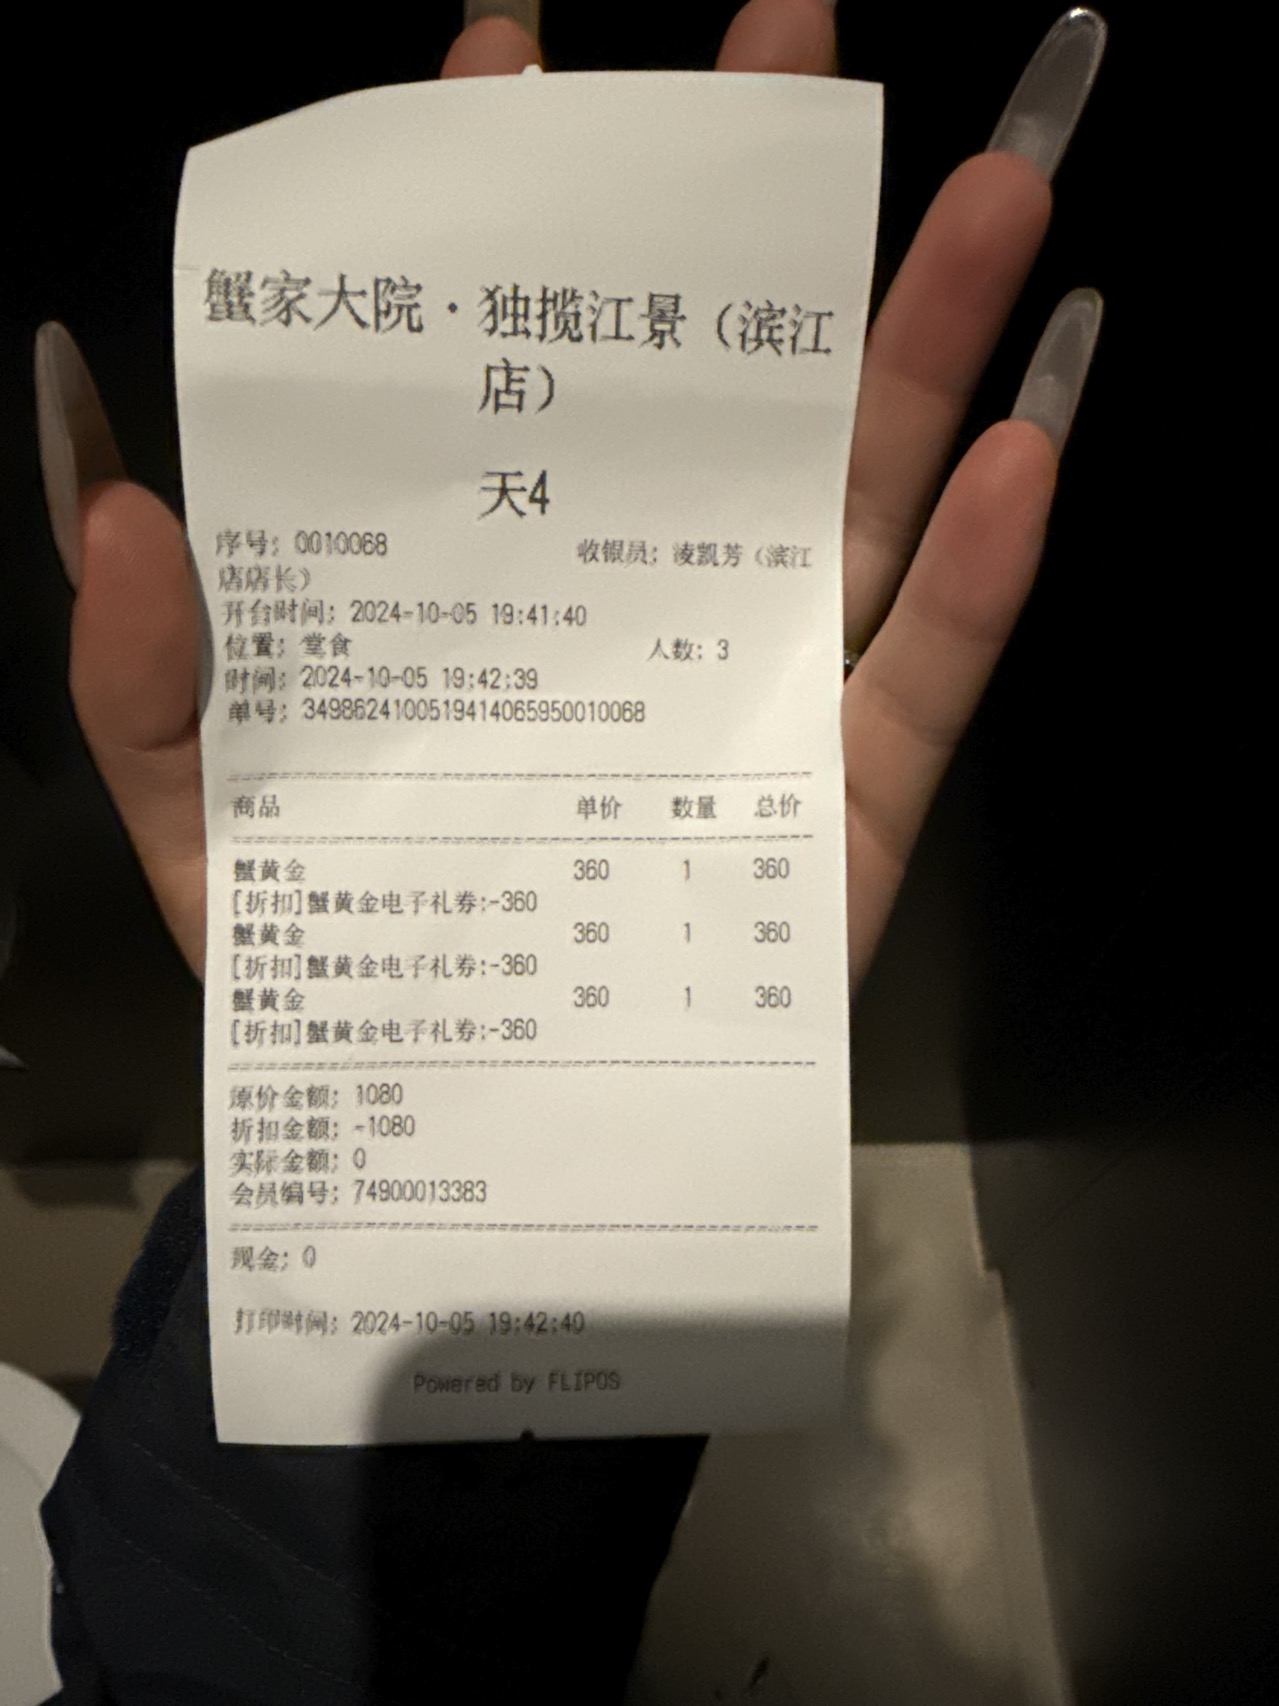 蟹家大院·独揽江景（滨江
店）
天4
序号: 0010068 收银员: 凌凯芳（滨江
店店长）
开台时间: 2024-10-05 19:41:40
位置: 堂食 人数: 3
时间: 2024-10-05 19:42:39
单号: 3498624100519414065950010068
商品 单价 数量 总价
蟹黄金 360 1 360
[折扣]蟹黄金电子礼券:-360
蟹黄金 360 1 360
[折扣]蟹黄金电子礼券:-360
蟹黄金 360 1 360
[折扣]蟹黄金电子礼券:-360
原价金额: 1080
折扣金额: -1080
实际金额: 0
会员编号: 74900013383
现金: 0
打印时间: 2024-10-05 19:42:40
Powered by FLIPOS